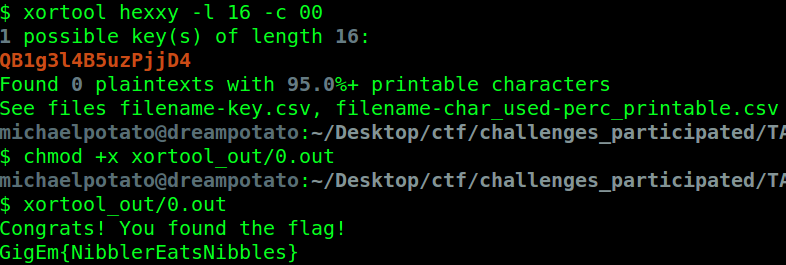 $ xortool hexxy -l 16 -c 00
1 possible key(s) of length 16:
QB1g3l4B5uzPjjD4
Found 0 plaintexts with 95.0%+ printable characters
See files filename-key.csv, filename-char_used-perc_printable.csv
michaelpotato@dreampotato:~/Desktop/ctf/challenges_participated/TA
$ chmod +x xortool_out/0.out
michaelpotato@dreampotato:~/Desktop/ctf/challenges_participated/TA
$ xortool_out/0.out
Congrats! You found the flag!
GigEm{NibblerEatsNibbles}